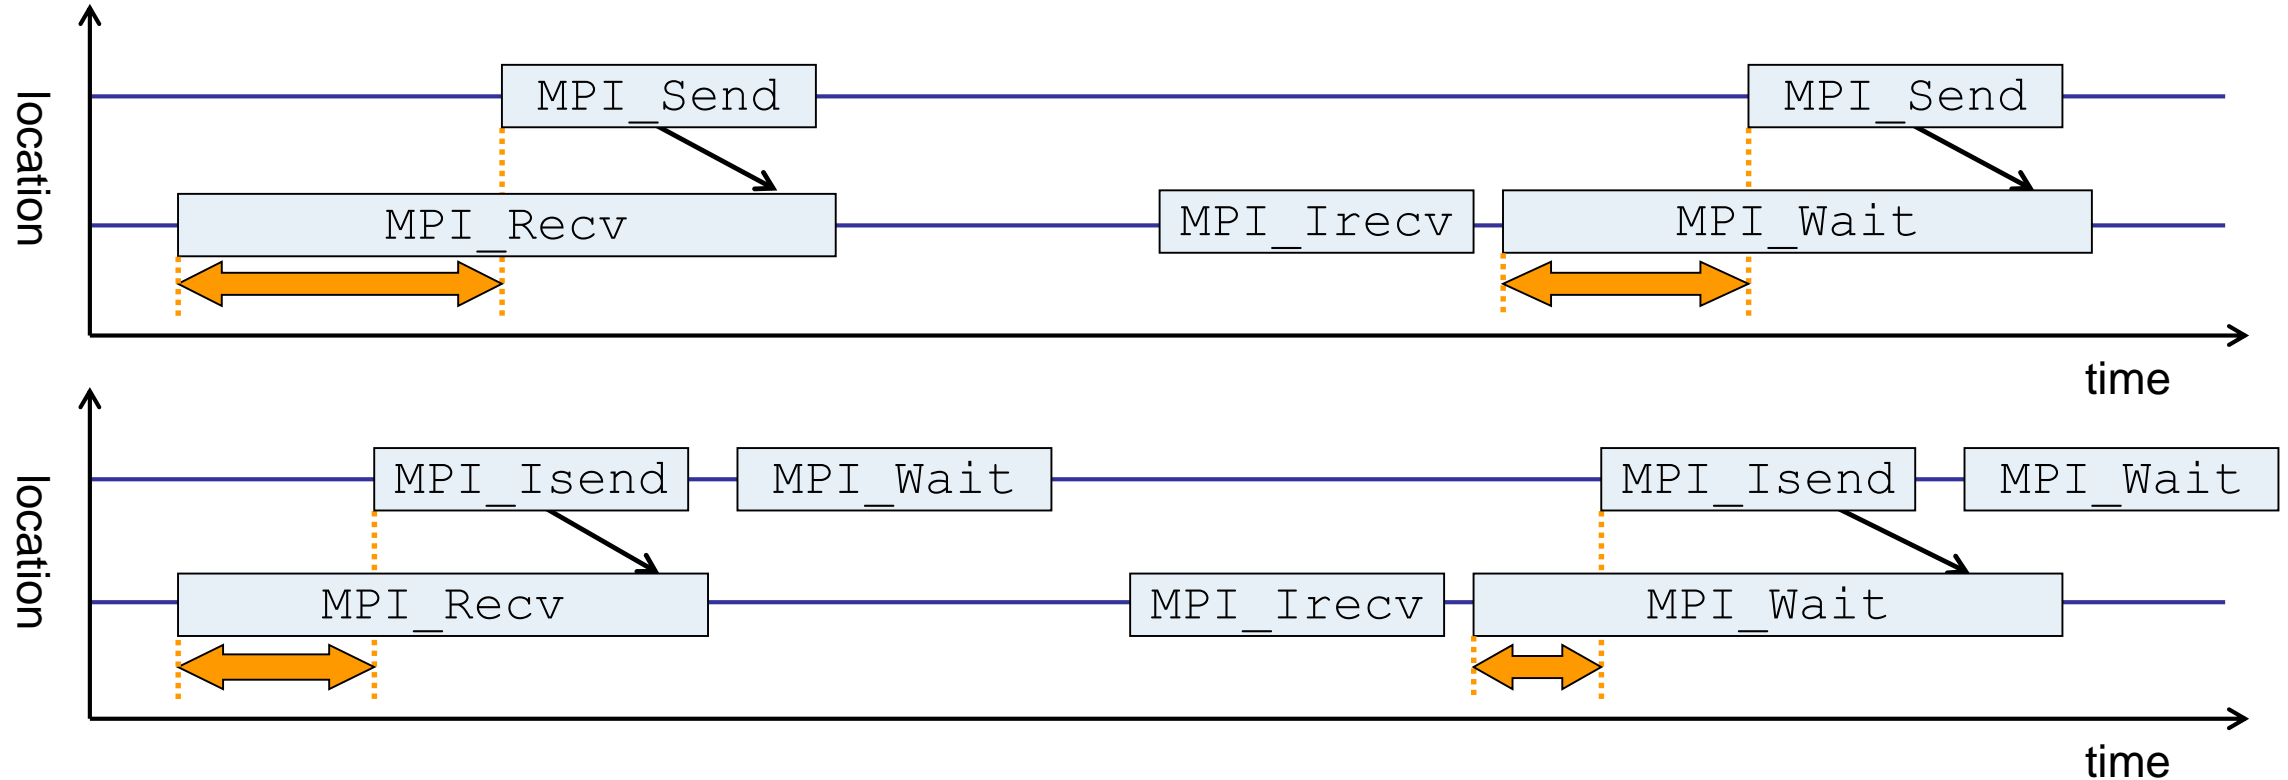 location
MPI_Send
MPI_Send
MPI_Recv
MPI_Irecv
MPI_Wait
time
location
MPI_Isend
MPI_Wait
MPI_Isend
MPI_Wait
MPI_Recv
MPI_Irecv
MPI_Wait
time